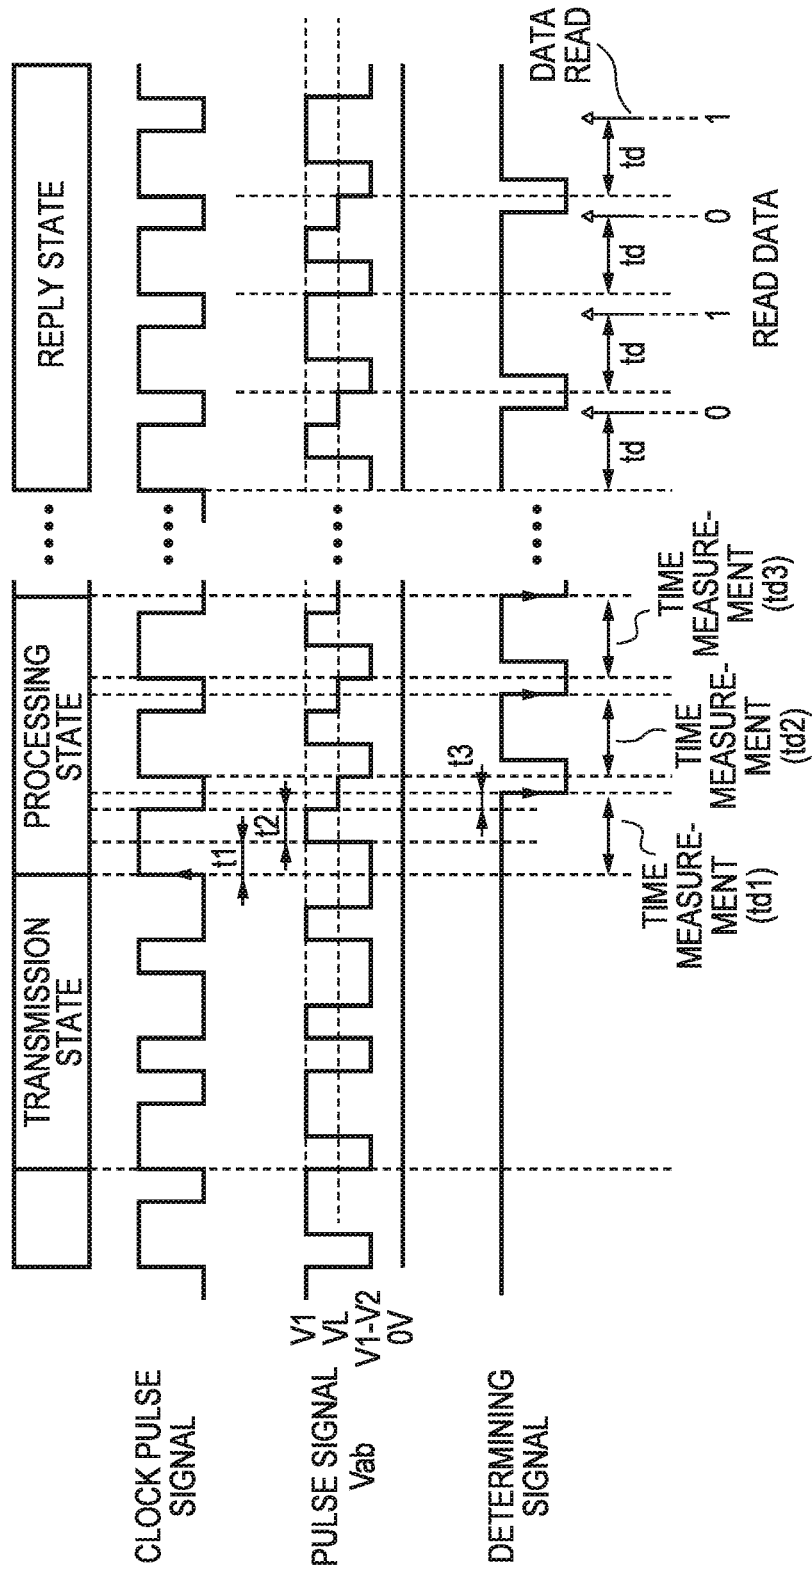 TRANSMISSION
STATE
PROCESSING
STATE
REPLY STATE
CLOCK PULSE
SIGNAL
PULSE SIGNAL
Vab
V1
VL
V1-V2
0V
t1
t2
t3
DETERMINING
SIGNAL
TIME
MEASURE-
MENT
(td1)
TIME
MEASURE-
MENT
(td2)
TIME
MEASURE-
MENT
(td3)
td
td
td
td
DATA
READ
0
1
0
1
READ DATA